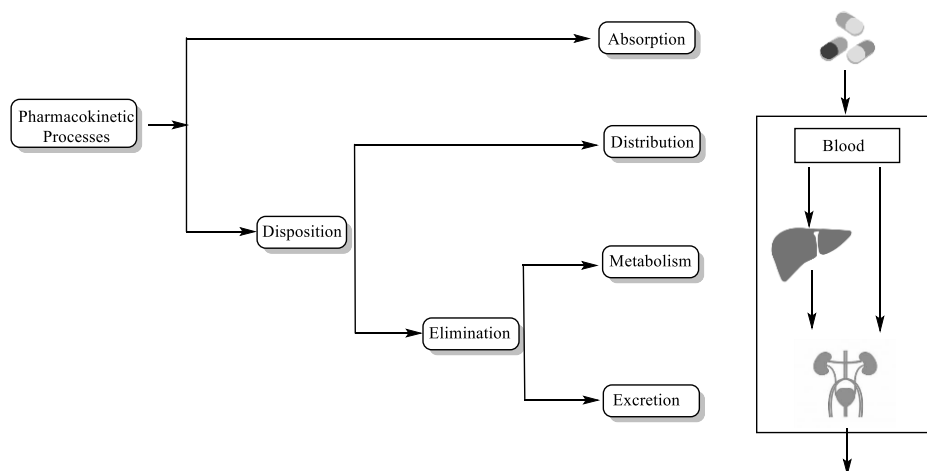 Absorption
Pharmacokinetic
Processes
Distribution
Blood
Disposition
Metabolism
Elimination
Excretion